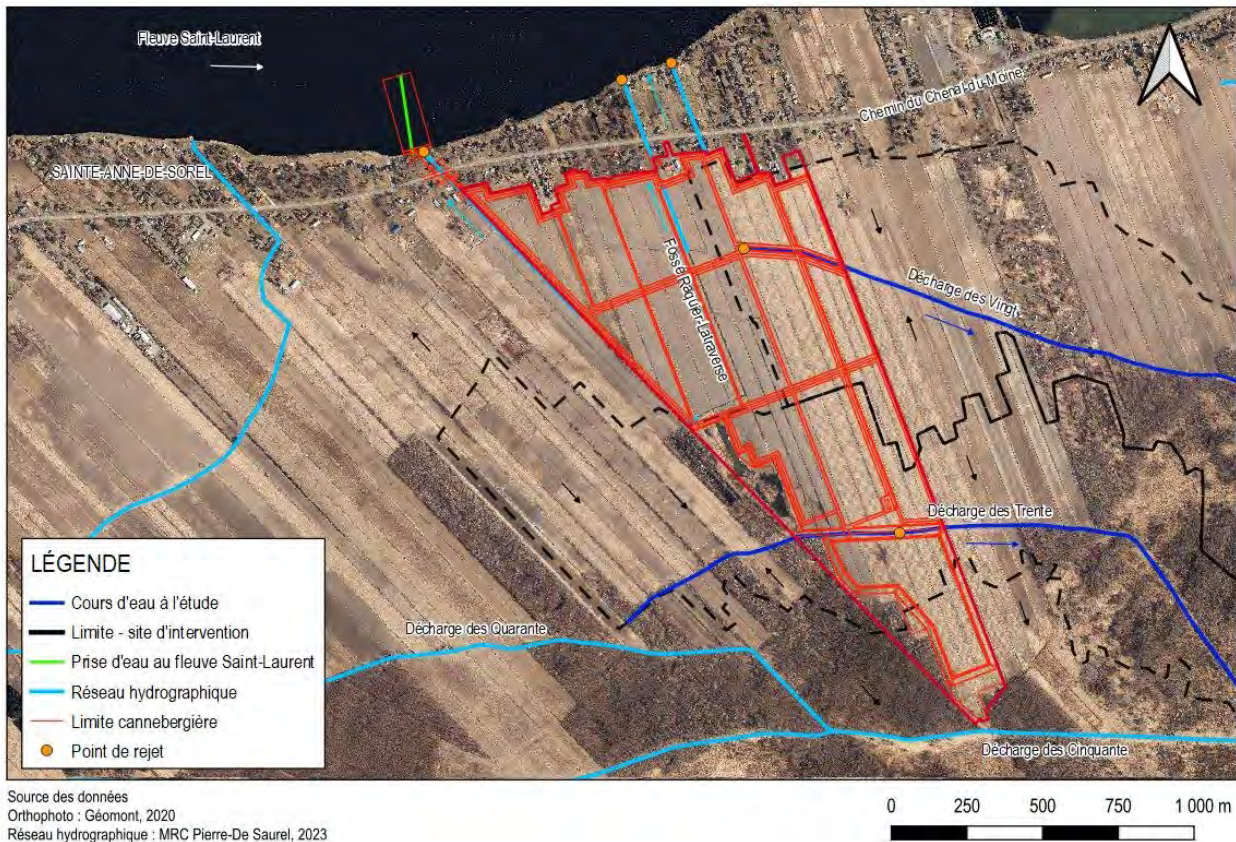 Fleuve Saint-Laurent
Chemin du Chenal-du-Moine
SAINTE-ANNE-DE-SOREL
Fossé Raquer-Latraverse
Décharge des Vingt
Décharge des Trente
Décharge des Quarante
Décharge des Cinquante
LÉGENDE
Cours d'eau à l'étude
Limite - site d'intervention
Prise d'eau au fleuve Saint-Laurent
Réseau hydrographique
Limite cannebergière
Point de rejet
Source des données
Orthophoto : Géomont, 2020
Réseau hydrographique : MRC Pierre-De Saurel, 2023
0 250 500 750 1 000 m